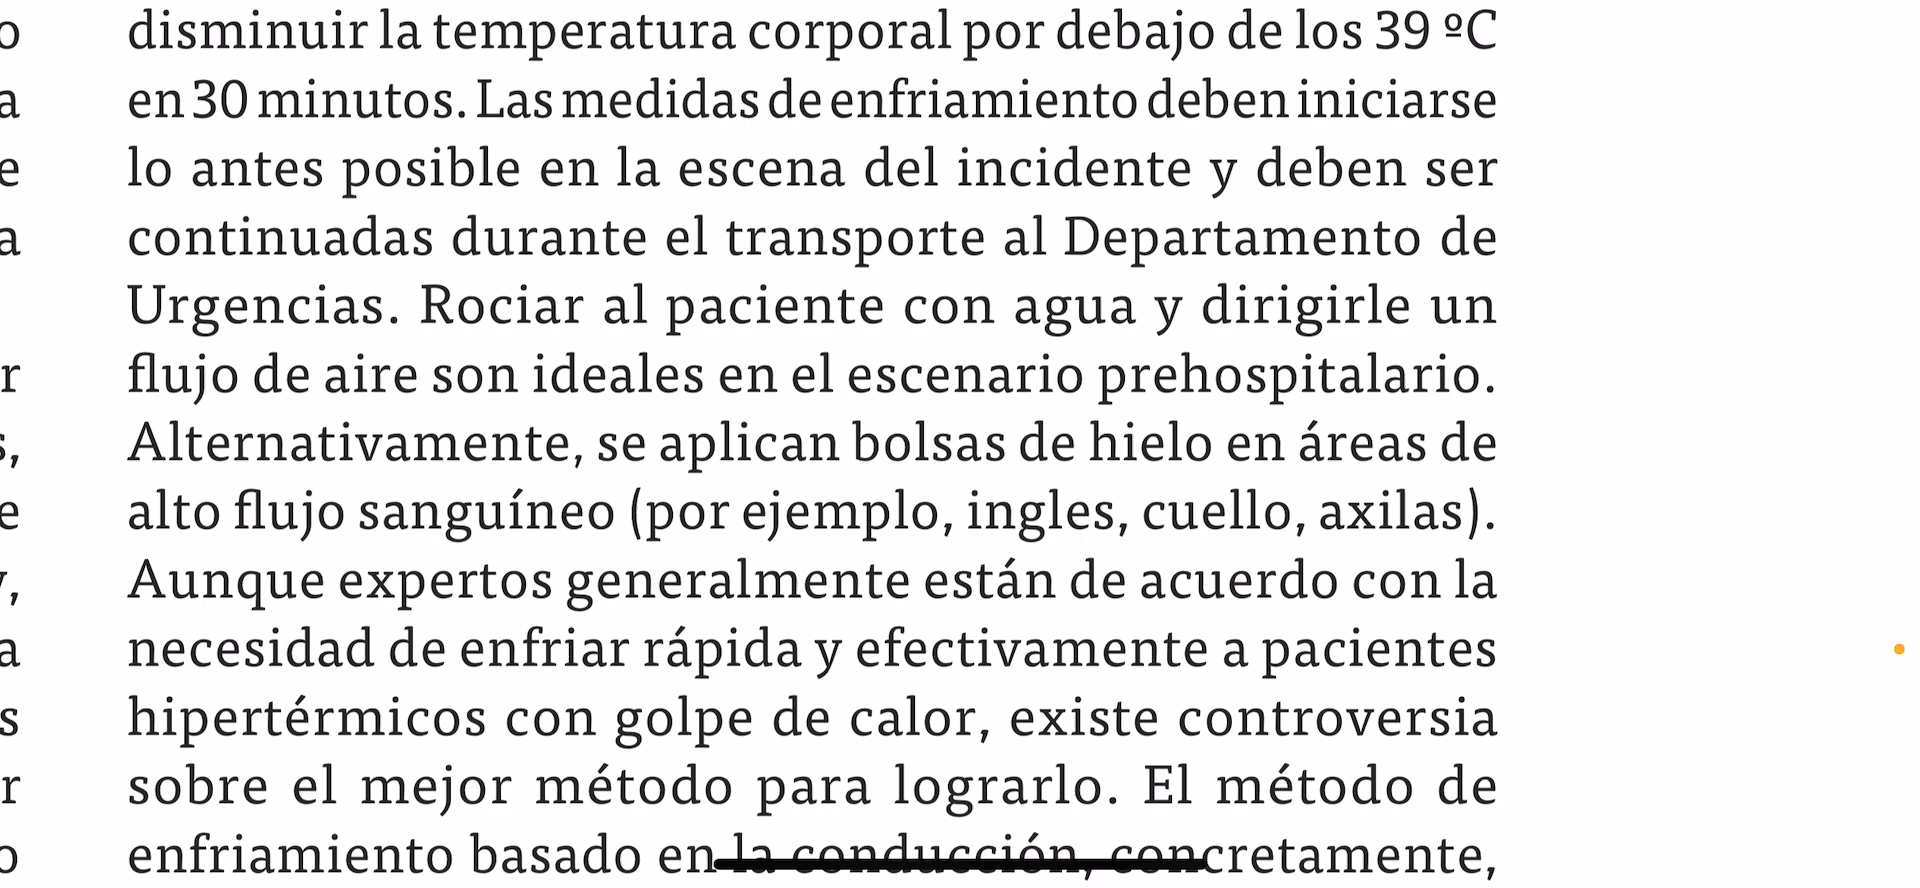 disminuir la temperatura corporal por debajo de los 39 ºC
en 30 minutos. Las medidas de enfriamiento deben iniciarse
lo antes posible en la escena del incidente y deben ser
continuadas durante el transporte al Departamento de
Urgencias. Rociar al paciente con agua y dirigirle un
flujo de aire son ideales en el escenario prehospitalario.
Alternativamente, se aplican bolsas de hielo en áreas de
alto flujo sanguíneo (por ejemplo, ingles, cuello, axilas).
Aunque expertos generalmente están de acuerdo con la
necesidad de enfriar rápida y efectivamente a pacientes
hipertérmicos con golpe de calor, existe controversia
sobre el mejor método para lograrlo. El método de
enfriamiento basado en la conducción, concretamente,